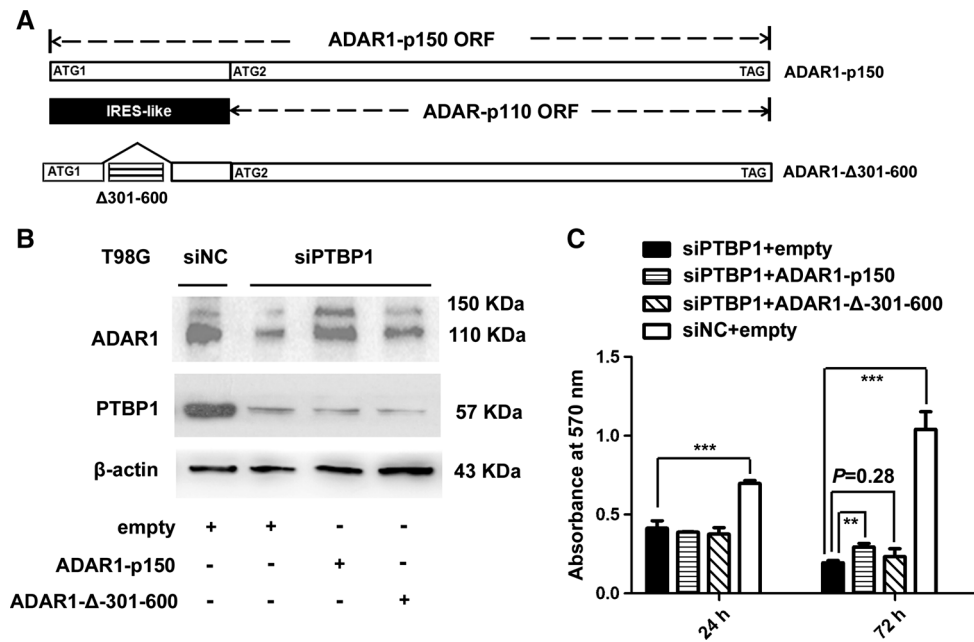 A
ADAR1-p150 ORF
ATG1 ATG2 TAG ADAR1-p150
IRES-like ADAR-p110 ORF
ATG1 ATG2 TAG ADAR1-Δ301-600
Δ301-600
B
T98G siNC siPTBP1
150 KDa
ADAR1 110 KDa
PTBP1 57 KDa
β-actin 43 KDa
empty + + - -
ADAR1-p150 - - + -
ADAR1-Δ-301-600 - - - +
C
siPTBP1+empty
siPTBP1+ADAR1-p150
siPTBP1+ADAR1-Δ-301-600
siNC+empty
Absorbance at 570 nm
1.5
1.0
0.5
0.0
***
***
P=0.28
**
24 h
72 h